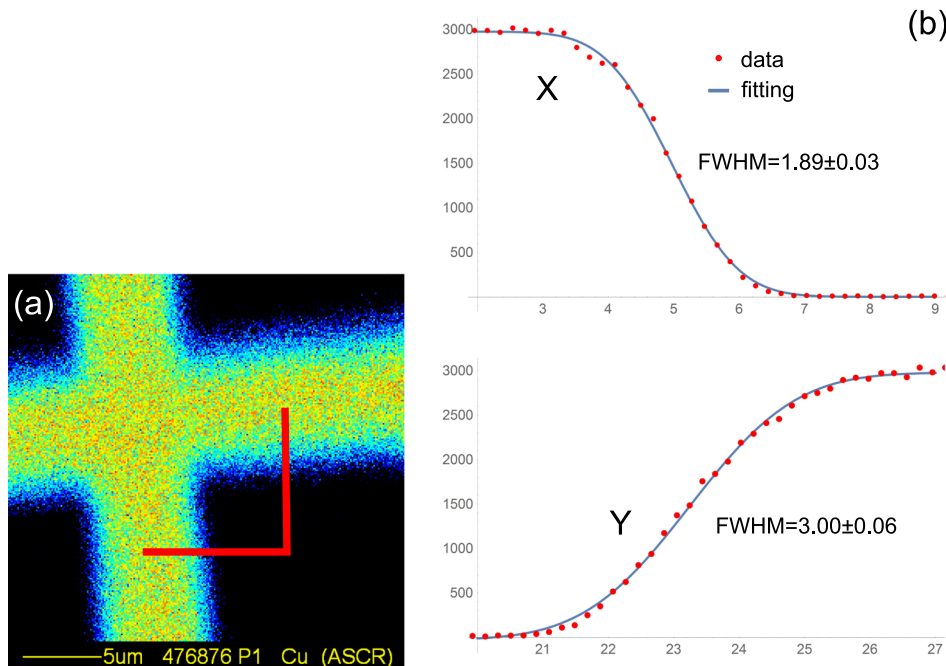 (b)
3000
2500
2000
1500
1000
500
3 4 5 6 7 8 9
X
data
fitting
FWHM=1.89±0.03
(a)
5um 476876 P1 Cu (ASCR)
3000
2500
2000
1500
1000
500
21 22 23 24 25 26 27
Y
FWHM=3.00±0.06